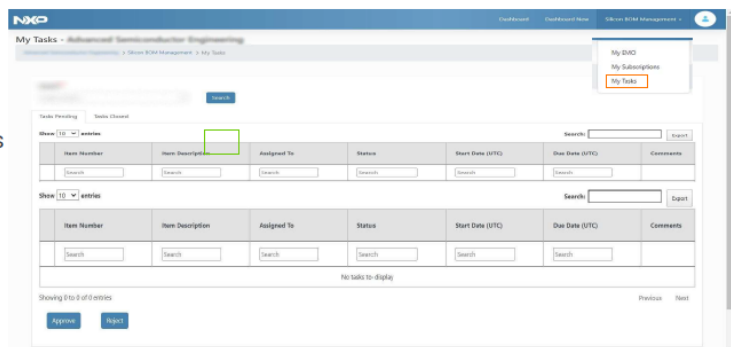 NXP
Dashboard Dashboard New Silicon BOM Management
My Tasks - Advanced Semiconductor Engineering
> Silicon BOM Management > My Tasks
My EMO
My Subscriptions
My Tasks
Search
Tasks Pending Tasks Closed
Show 10 entries Search: Export
Item Number Item Description Assigned To Status Start Date (UTC) Due Date (UTC) Comments
Search Search Search Search Search Search
Show 10 entries Search: Export
Item Number Item Description Assigned To Status Start Date (UTC) Due Date (UTC) Comments
Search Search Search Search Search Search
No tasks to display
Showing 0 to 0 of 0 entries Previous Next
Approve Reject